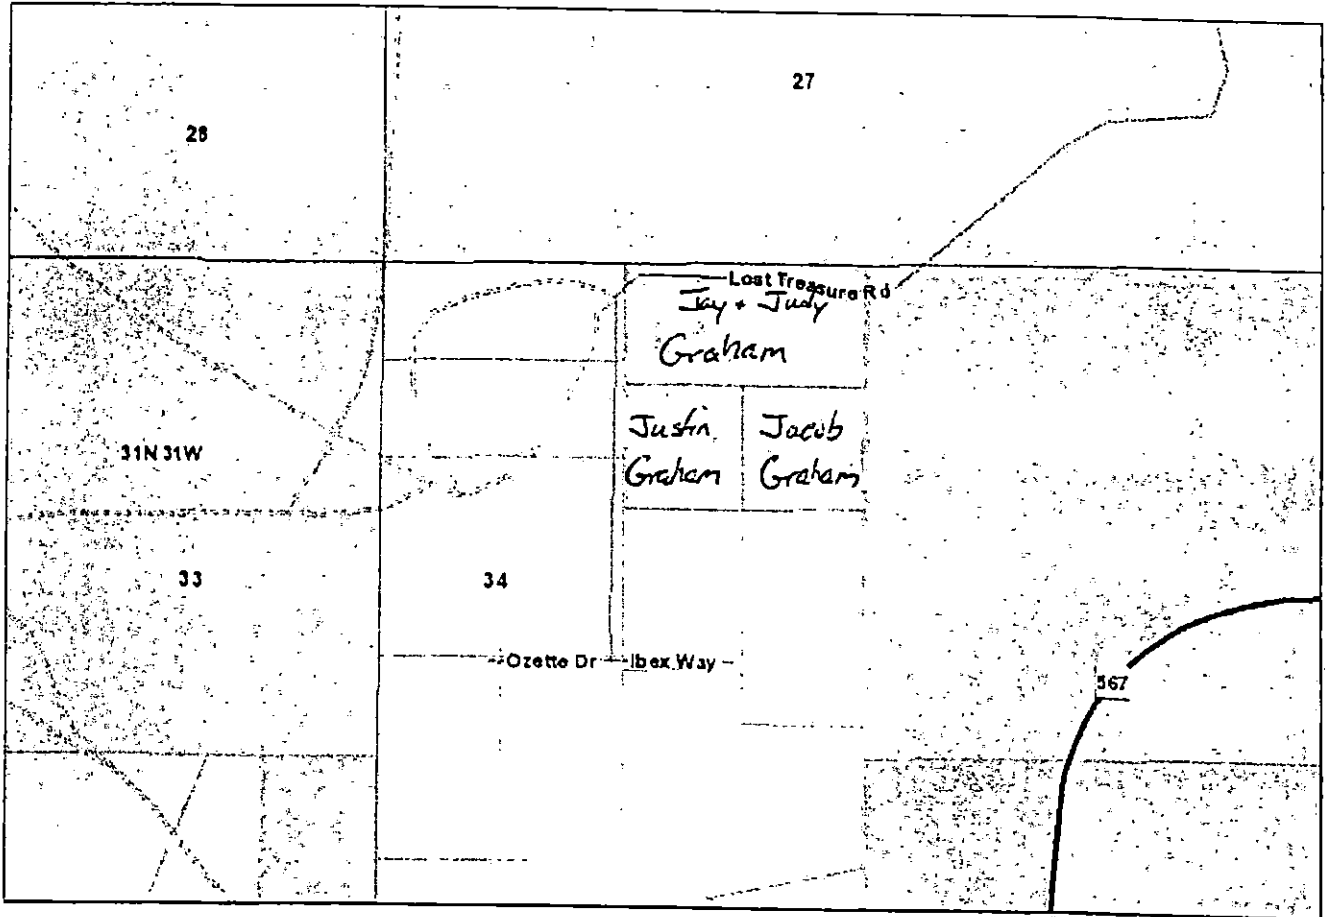 27
28
Lost Treasure Rd
Jay + Judy
Graham
Justin
Graham
Jacob
Graham
31N 31W
33
34
Ozette Dr
Ibex Way
567